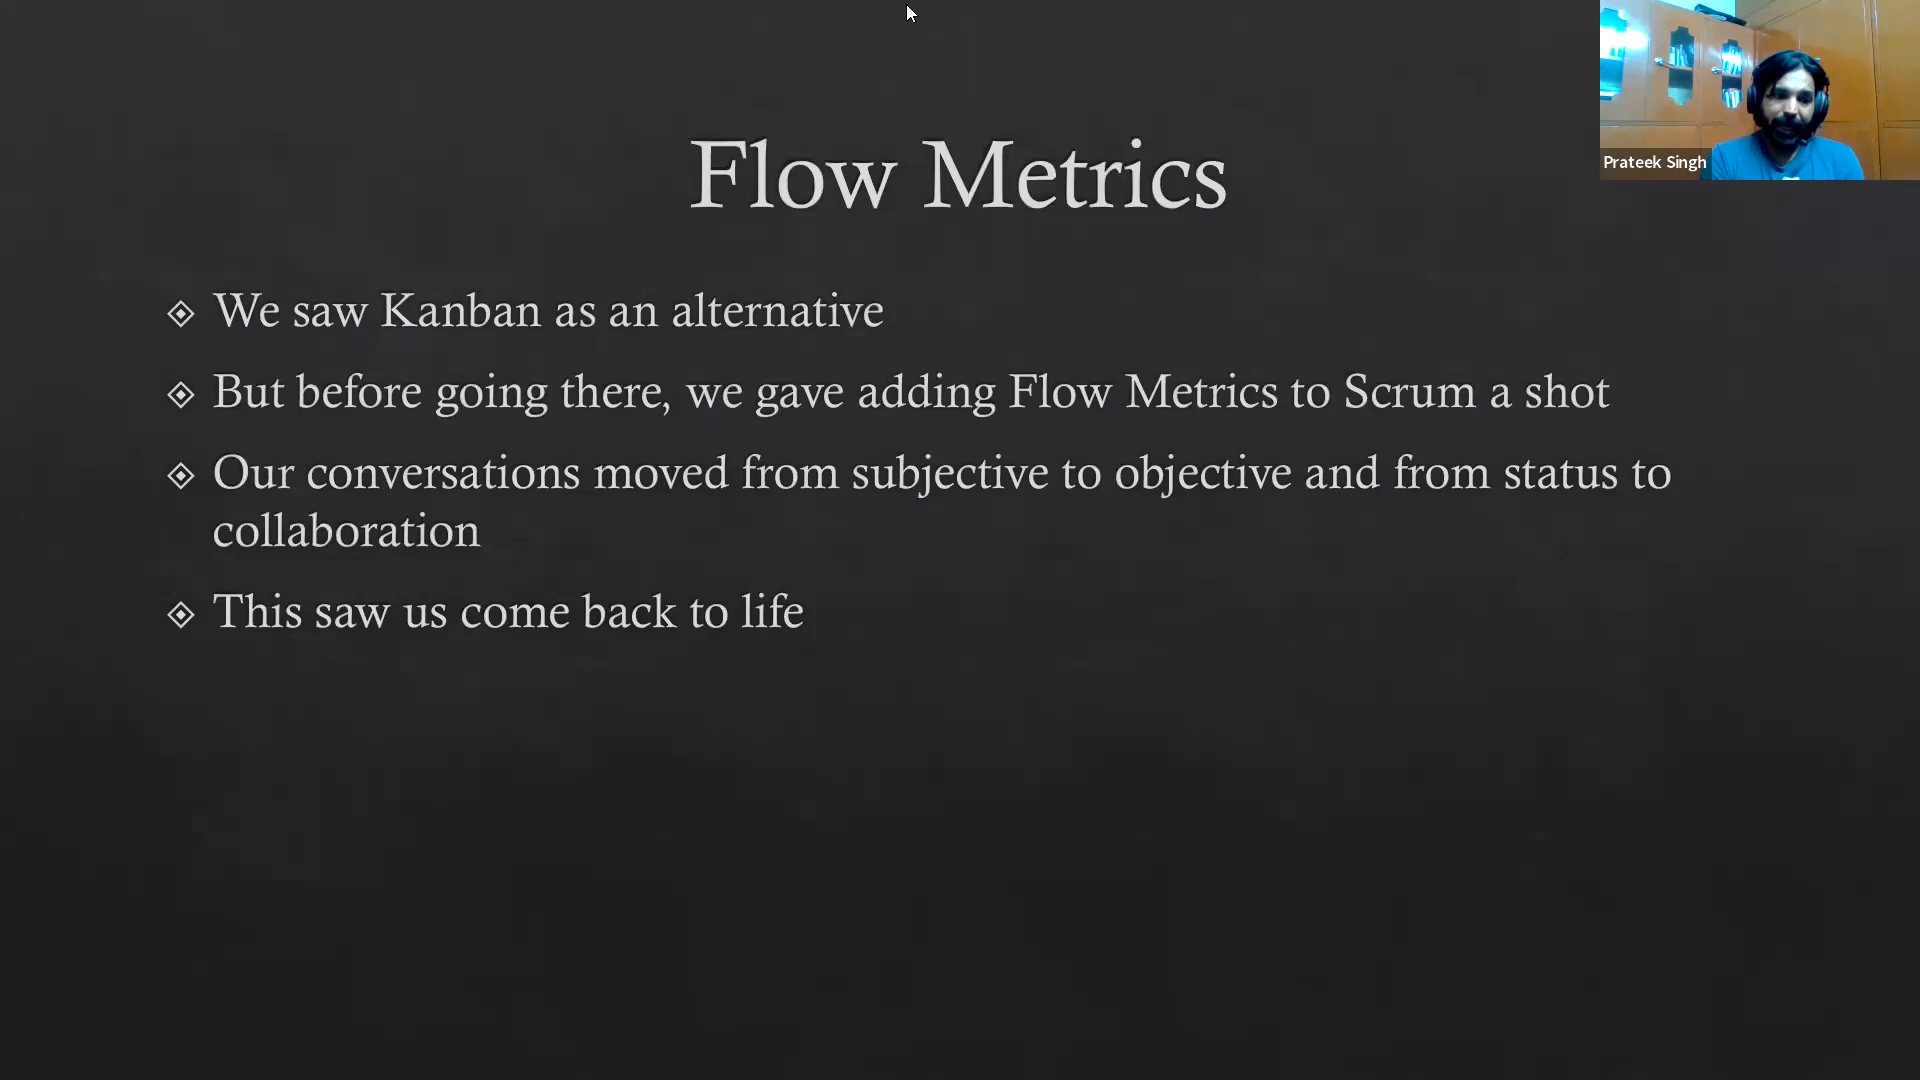 Flow Metrics
Prateek Singh
We saw Kanban as an alternative
But before going there, we gave adding Flow Metrics to Scrum a shot
Our conversations moved from subjective to objective and from status to
collaboration
This saw us come back to life